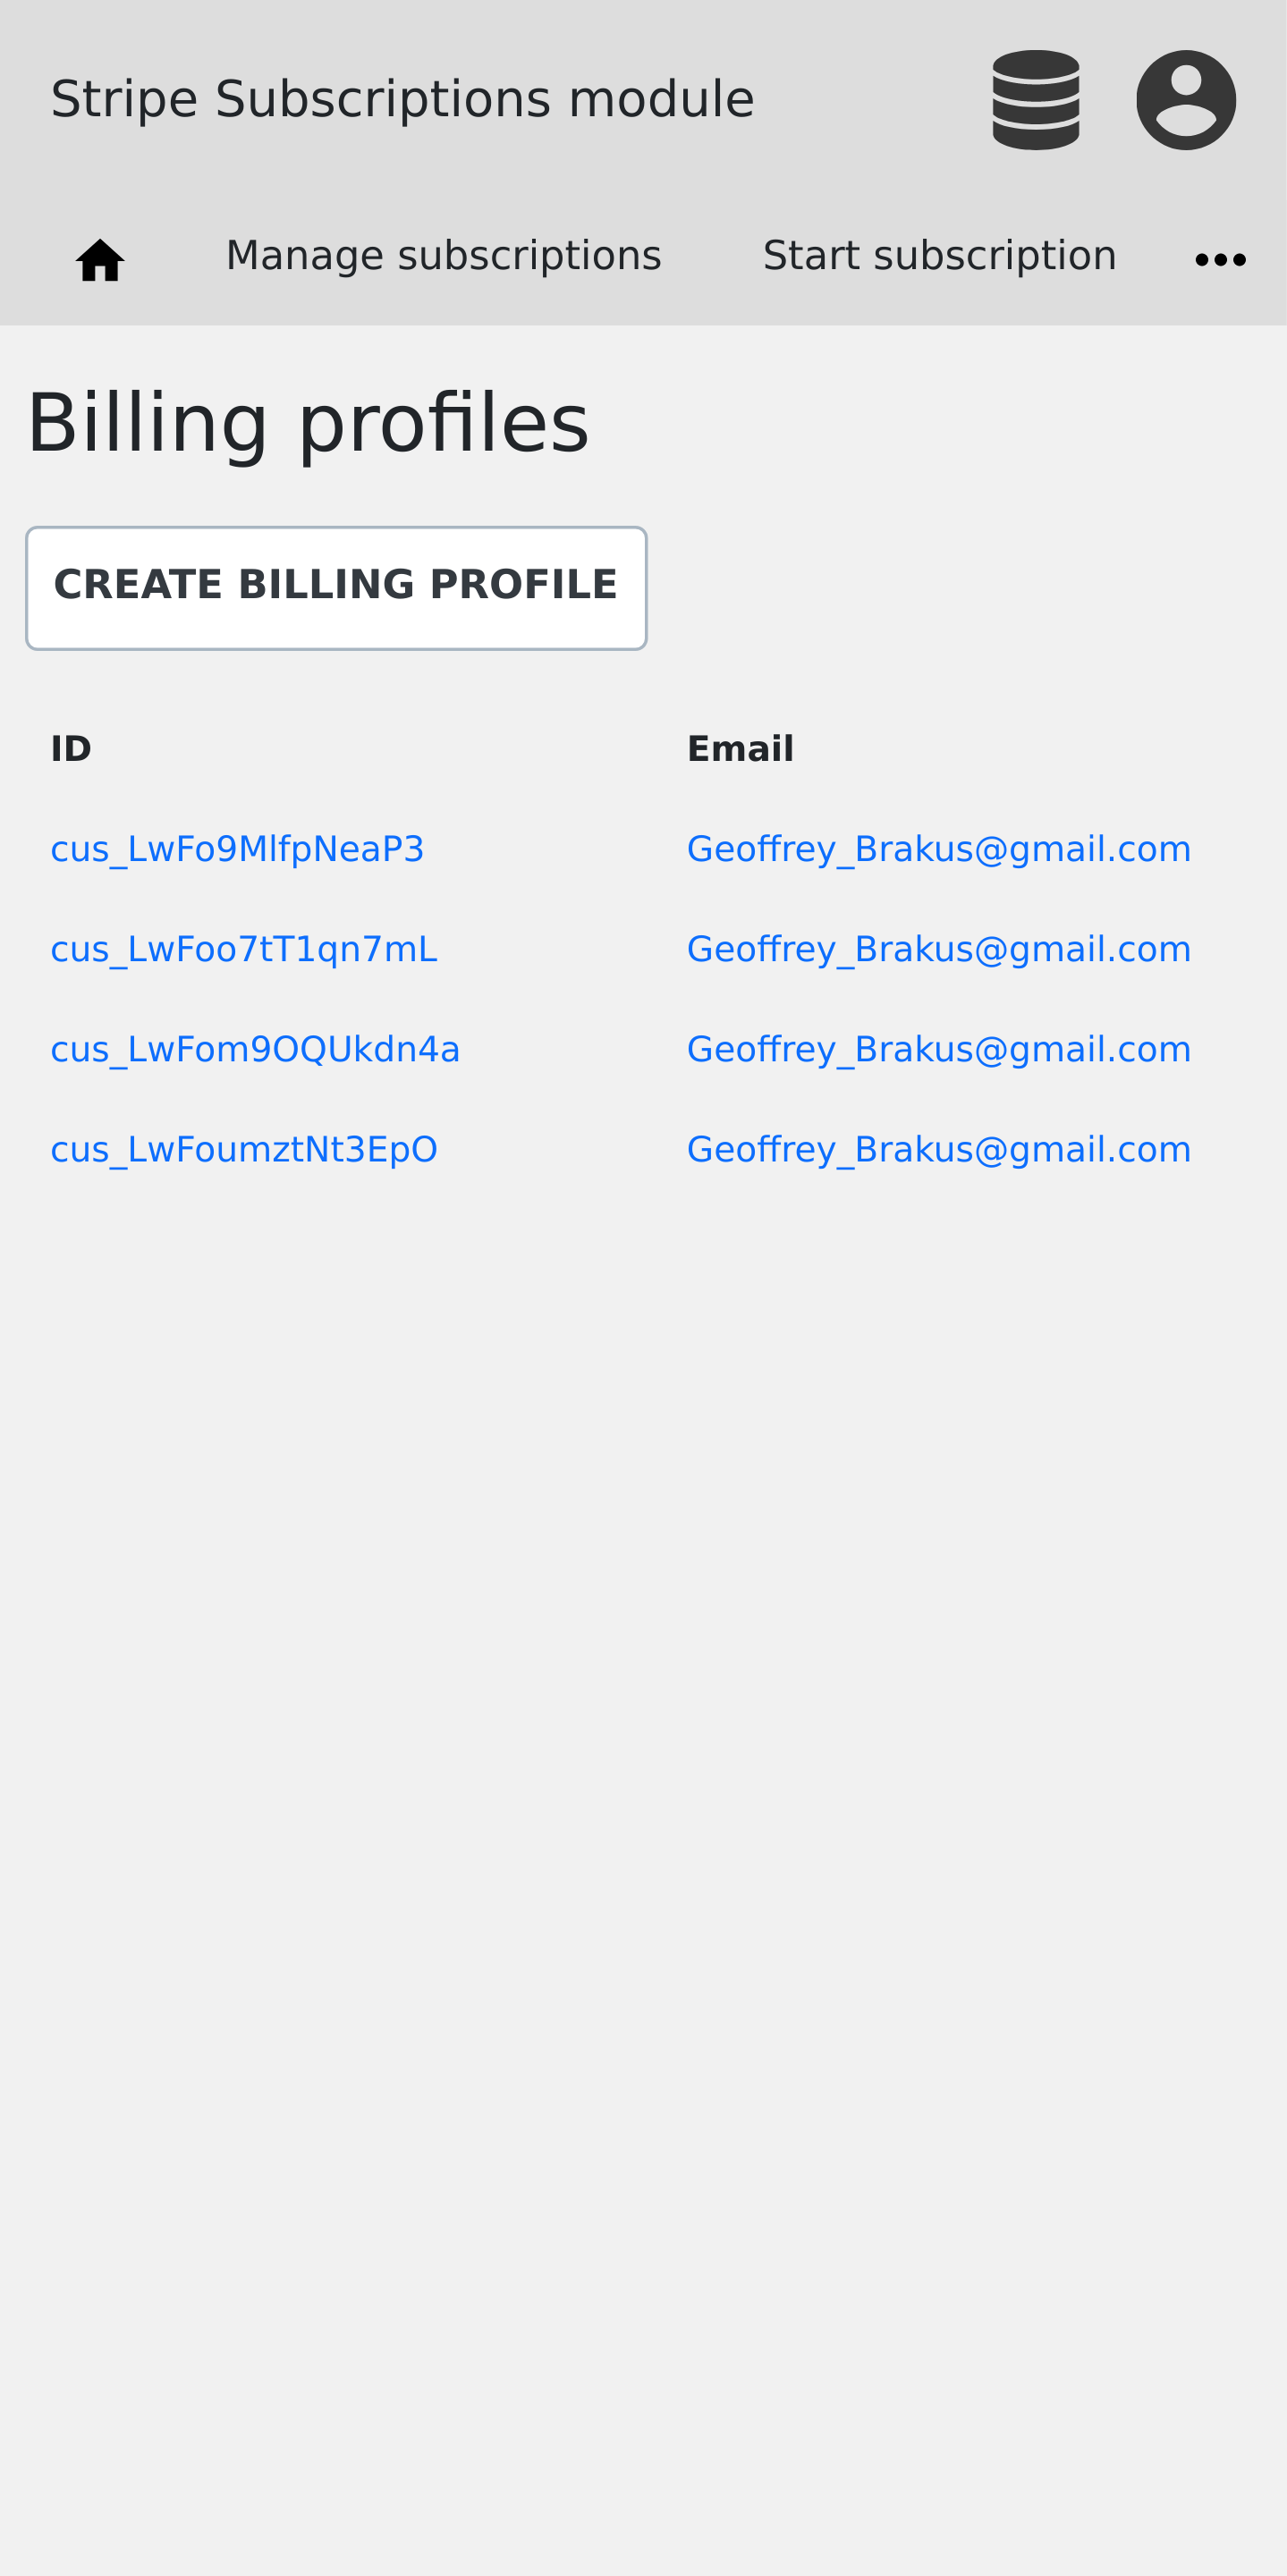 Stripe Subscriptions module
Manage subscriptions Start subscription
Billing profiles
CREATE BILLING PROFILE
ID Email
cus_LwFo9MlfpNeaP3 Geoffrey_Brakus@gmail.com
cus_LwFoo7tT1qn7mL Geoffrey_Brakus@gmail.com
cus_LwFom9OQUkdn4a Geoffrey_Brakus@gmail.com
cus_LwFoumztNt3EpO Geoffrey_Brakus@gmail.com